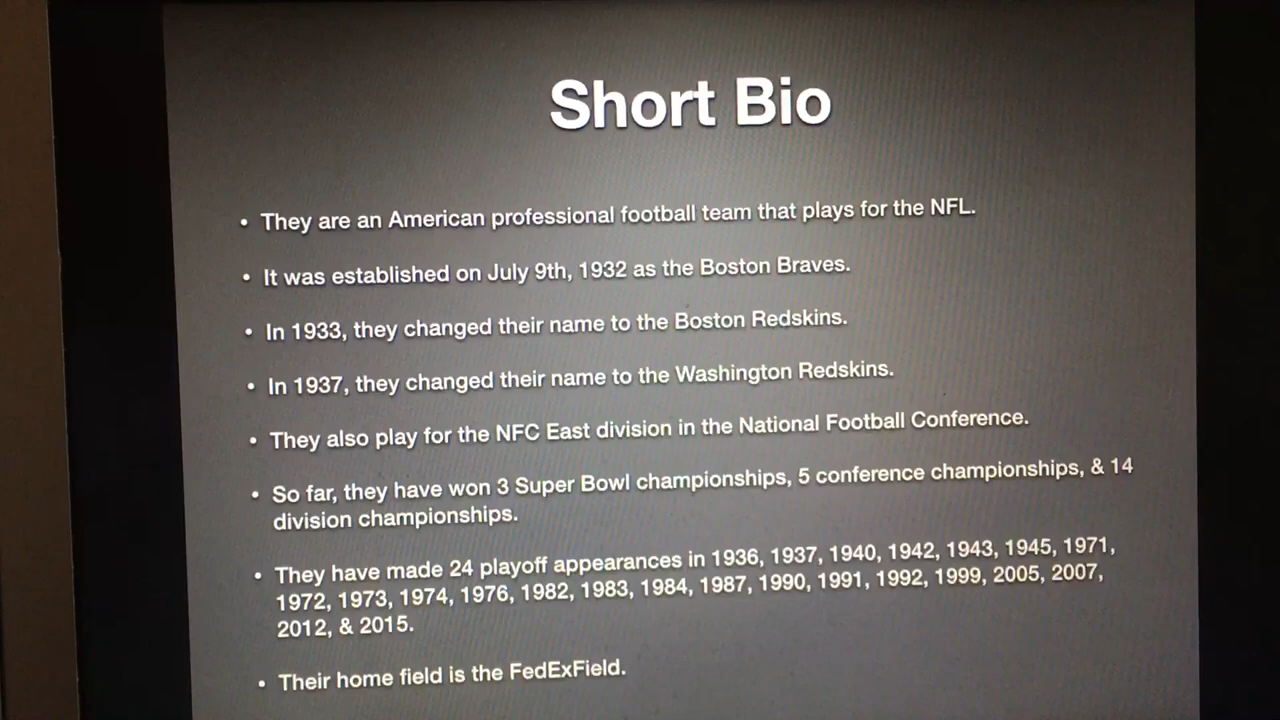 Short Bio
• They are an American professional football team that plays for the NFL.
• It was established on July 9th, 1932 as the Boston Braves.
• In 1933, they changed their name to the Boston Redskins.
• In 1937, they changed their name to the Washington Redskins.
• They also play for the NFC East division in the National Football Conference.
• So far, they have won 3 Super Bowl championships, 5 conference championships, & 14
division championships.
• They have made 24 playoff appearances in 1936, 1937, 1940, 1942, 1943, 1945, 1971,
1972, 1973, 1974, 1976, 1982, 1983, 1984, 1987, 1990, 1991, 1992, 1999, 2005, 2007,
2012, & 2015.
• Their home field is the FedExField.